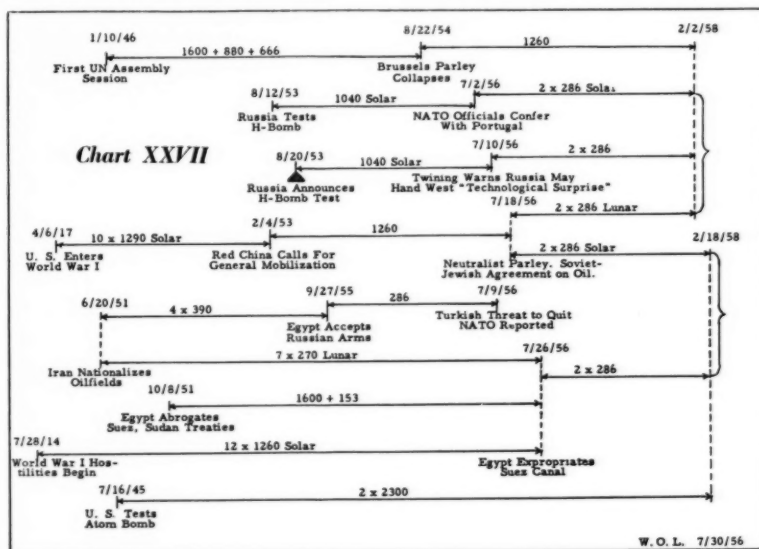 1/10/46
8/22/54
2/2/58
1600 + 880 + 666
1260
First UN Assembly
Session
Brussels Parley
Collapses
8/12/53
7/2/56
1040 Solar
2 x 286 Solar
Russia Tests
H-Bomb
NATO Officials Confer
With Portugal
Chart XXVII
8/20/53
7/10/56
1040 Solar
2 x 286
Russia Announces
H-Bomb Test
Twining Warns Russia May
Hand West "Technological Surprise"
7/18/56
2 x 286 Lunar
4/6/17
2/4/53
10 x 1290 Solar
1260
2 x 286 Solar
2/18/58
U. S. Enters
World War I
Red China Calls For
General Mobilization
Neutralist Parley. Soviet-
Jewish Agreement on Oil.
6/20/51
9/27/55
7/9/56
4 x 390
286
Egypt Accepts
Russian Arms
Turkish Threat to Quit
NATO Reported
7 x 270 Lunar
7/26/56
Iran Nationalizes
Oilfields
2 x 286
10/8/51
1600 + 153
Egypt Abrogates
Suez, Sudan Treaties
7/28/14
12 x 1260 Solar
World War I Hos-
tilities Begin
Egypt Expropriates
Suez Canal
7/16/45
2 x 2300
U. S. Tests
Atom Bomb
W. O. L. 7/30/56